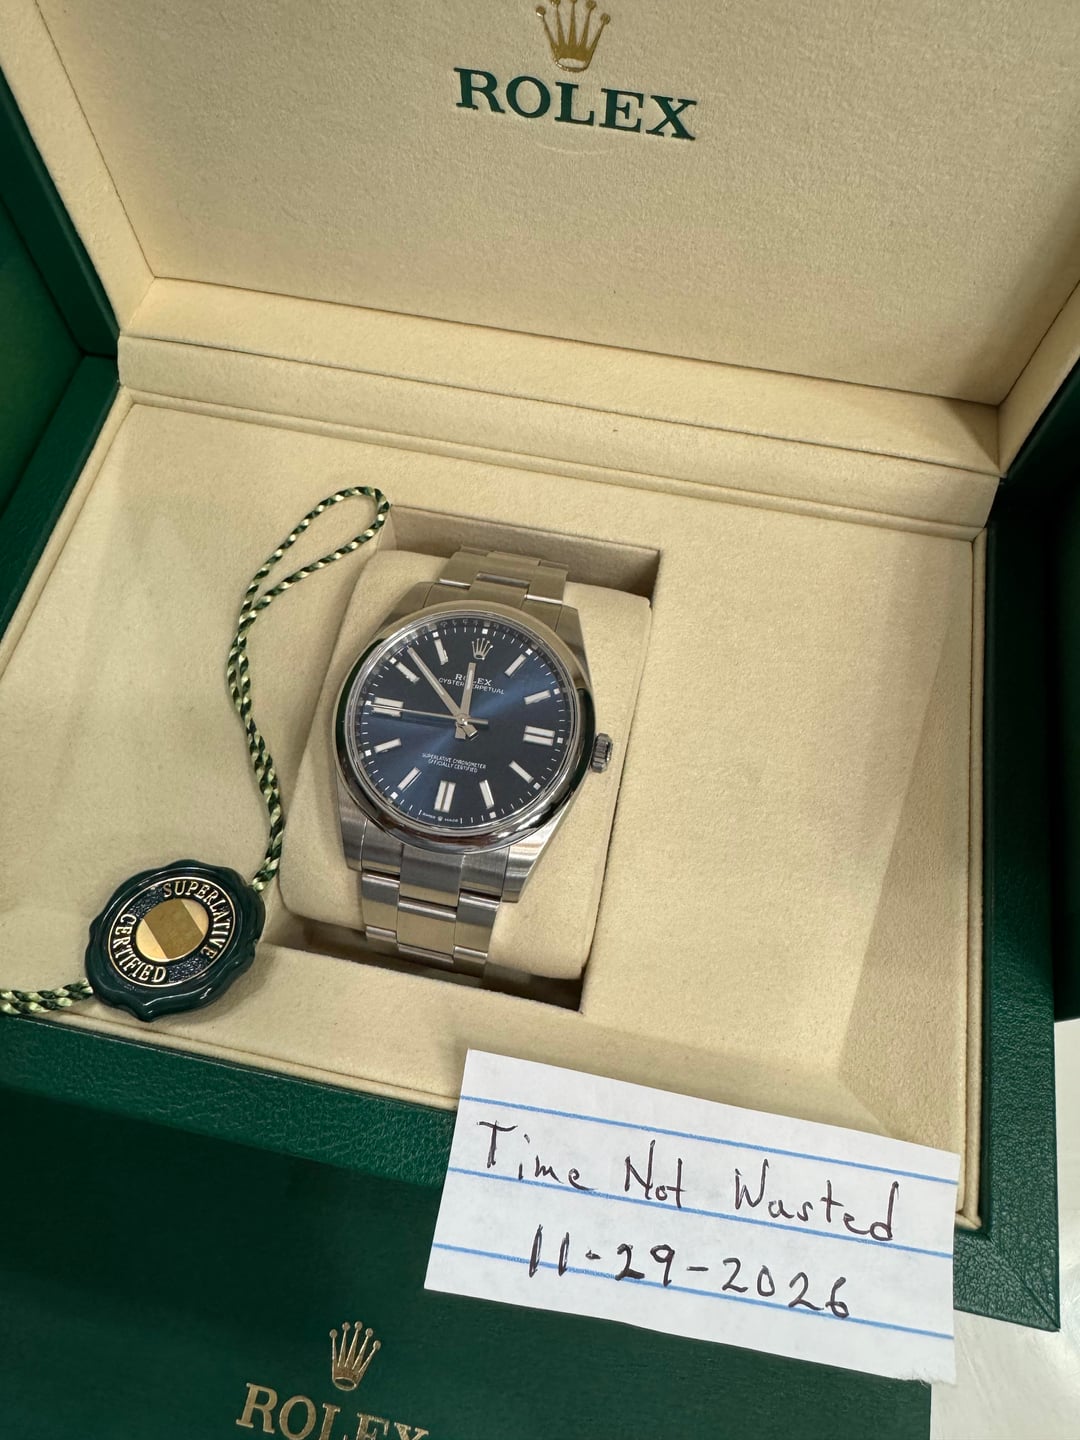 ROLEX
ROLEX
OYSTER PERPETUAL
SUPERLATIVE CHRONOMETER
OFFICIALLY CERTIFIED
SWISS MADE
SUPERLATIVE
CERTIFIED
Time Not Wasted
11-29-2026
ROLEX